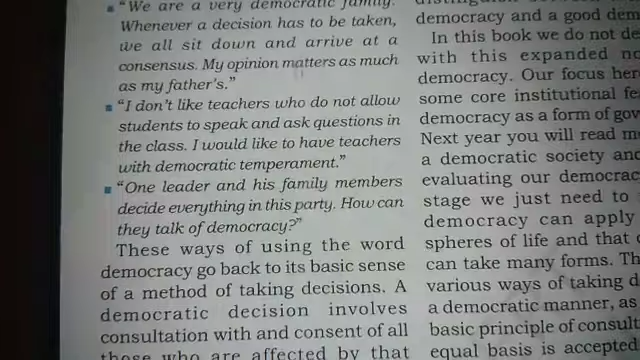 "We are a very democratic family.
Whenever a decision has to be taken,
we all sit down and arrive at a
consensus. My opinion matters as much
as my father's."
"I don't like teachers who do not allow
students to speak and ask questions in
the class. I would like to have teachers
with democratic temperament."
"One leader and his family members
decide everything in this party. How can
they talk of democracy?"
These ways of using the word
democracy go back to its basic sense
of a method of taking decisions. A
democratic decision involves
consultation with and consent of all
those who are affected by that
democracy and a good
In this book we do
with this expanded
democracy. Our focus
some core institutional
democracy as a form of
Next year you will read
a democratic society
evaluating our
stage we just need to
democracy can apply
spheres of life and that
can take many forms.
various ways of taking
a democratic manner, as
basic principle of
equal basis is accepted